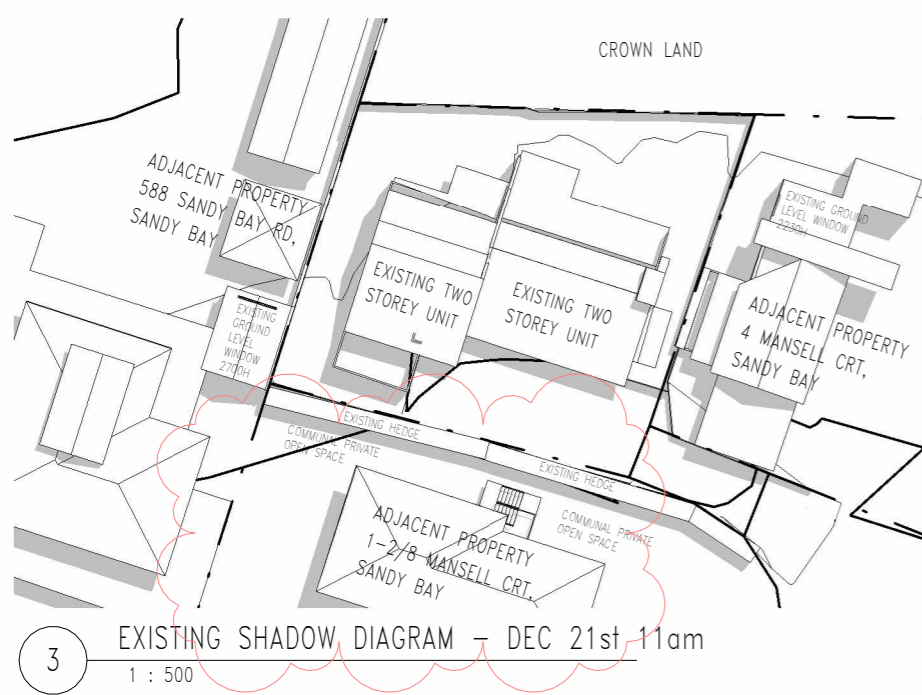 CROWN LAND
ADJACENT PROPERTY
588 SANDY BAY RD,
SANDY BAY
EXISTING GROUND
LEVEL WINDOW
2230H
EXISTING TWO
STOREY UNIT
EXISTING TWO
STOREY UNIT
ADJACENT PROPERTY
4 MANSELL CRT,
SANDY BAY
EXISTING
GROUND
LEVEL
WINDOW
2700H
EXISTING HEDGE
COMMUNAL PRIVATE
OPEN SPACE
EXISTING HEDGE
COMMUNAL PRIVATE
OPEN SPACE
ADJACENT PROPERTY
1-2/8 MANSELL CRT,
SANDY BAY
3
EXISTING SHADOW DIAGRAM - DEC 21st 11am
1 : 500